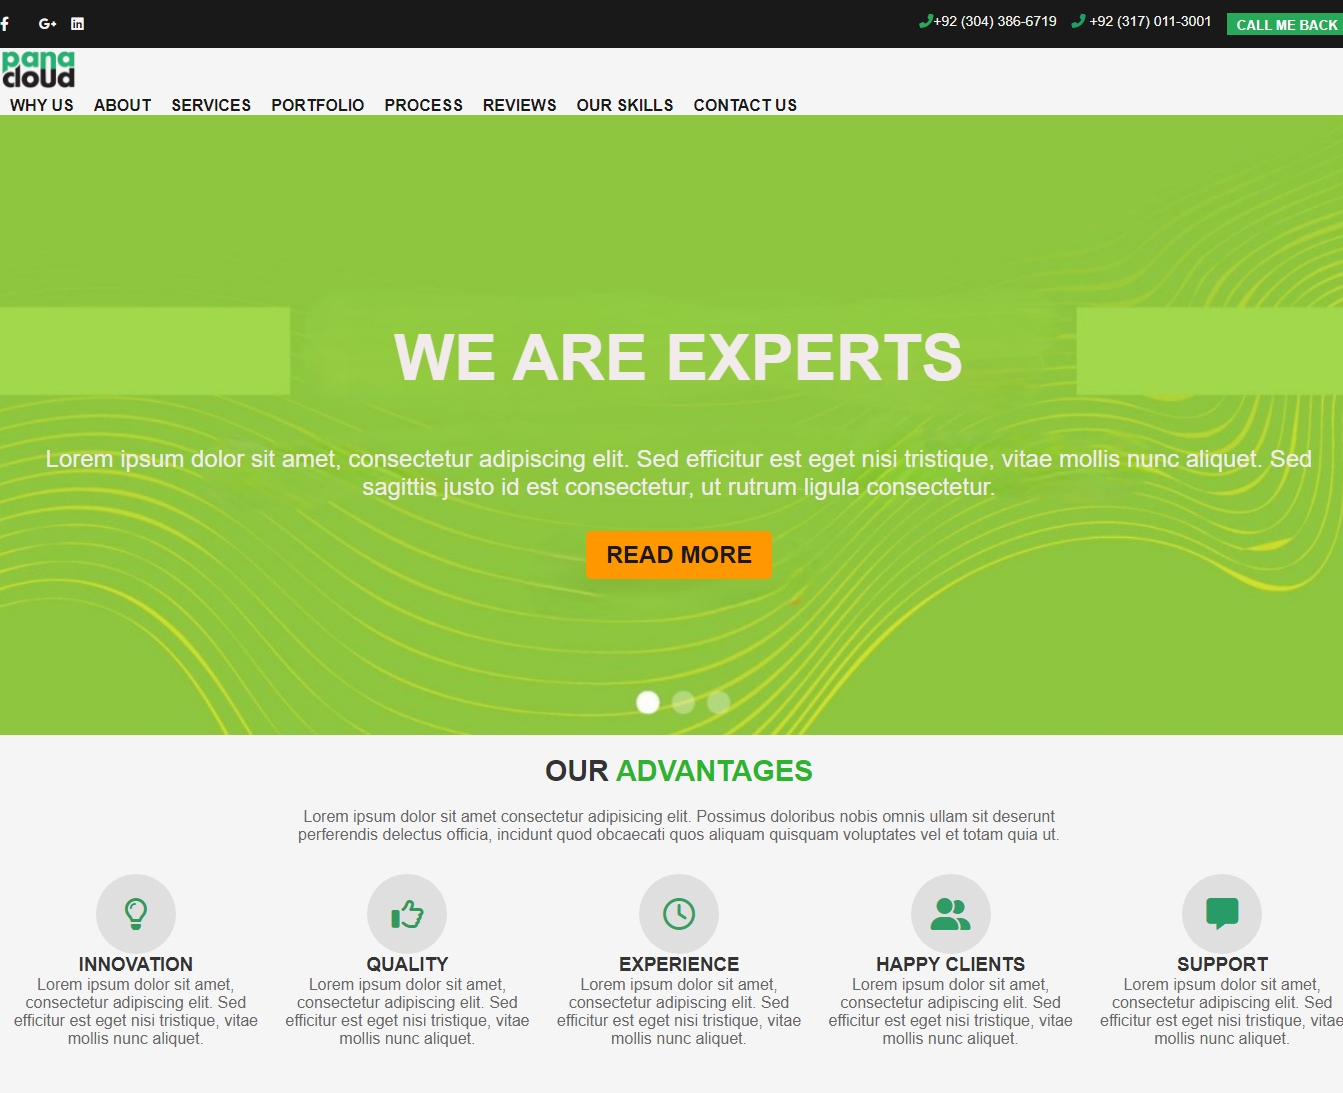 +92 (304) 386-6719 +92 (317) 011-3001 CALL ME BACK
pana
cloud
WHY US ABOUT SERVICES PORTFOLIO PROCESS REVIEWS OUR SKILLS CONTACT US
WE ARE EXPERTS
Lorem ipsum dolor sit amet, consectetur adipiscing elit. Sed efficitur est eget nisi tristique, vitae mollis nunc aliquet. Sed
sagittis justo id est consectetur, ut rutrum ligula consectetur.
READ MORE
OUR ADVANTAGES
Lorem ipsum dolor sit amet consectetur adipisicing elit. Possimus doloribus nobis omnis ullam sit deserunt
perferendis delectus officia, incidunt quod obcaecati quos aliquam quisquam voluptates vel et totam quia ut.
INNOVATION
Lorem ipsum dolor sit amet,
consectetur adipiscing elit. Sed
efficitur est eget nisi tristique, vitae
mollis nunc aliquet.
QUALITY
Lorem ipsum dolor sit amet,
consectetur adipiscing elit. Sed
efficitur est eget nisi tristique, vitae
mollis nunc aliquet.
EXPERIENCE
Lorem ipsum dolor sit amet,
consectetur adipiscing elit. Sed
efficitur est eget nisi tristique, vitae
mollis nunc aliquet.
HAPPY CLIENTS
Lorem ipsum dolor sit amet,
consectetur adipiscing elit. Sed
efficitur est eget nisi tristique, vitae
mollis nunc aliquet.
SUPPORT
Lorem ipsum dolor sit amet,
consectetur adipiscing elit. Sed
efficitur est eget nisi tristique, vitae
mollis nunc aliquet.